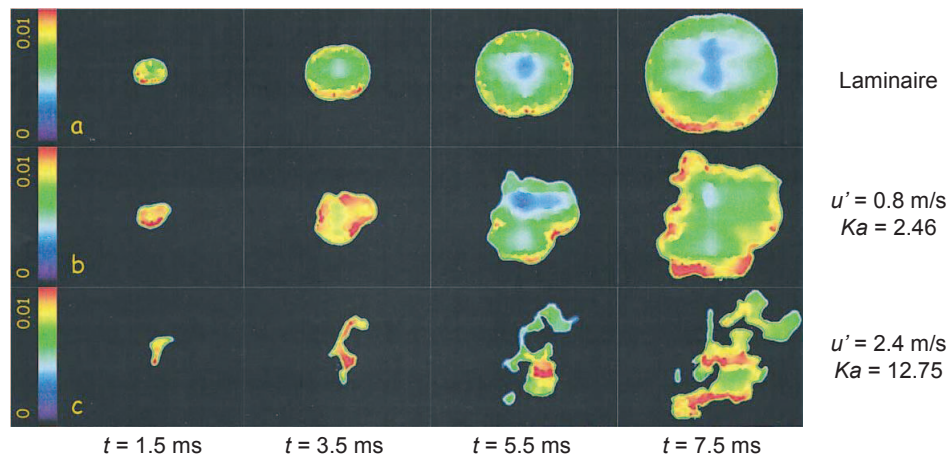 0.01
0
a
Laminaire
0.01
0
b
u' = 0.8 m/s
Ka = 2.46
0.01
0
c
u' = 2.4 m/s
Ka = 12.75
t = 1.5 ms
t = 3.5 ms
t = 5.5 ms
t = 7.5 ms